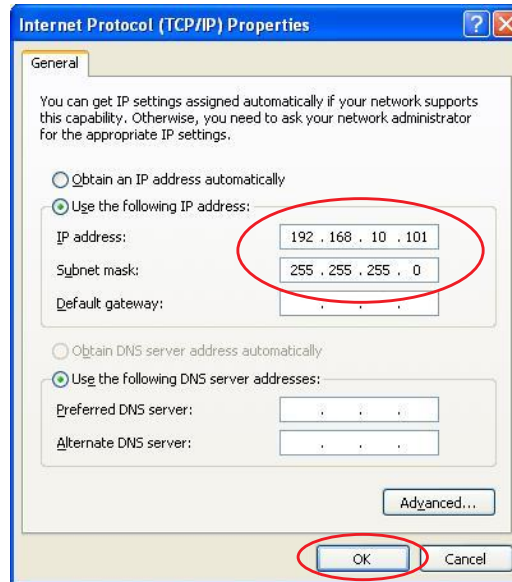 Internet Protocol (TCP/IP) Properties
General
You can get IP settings assigned automatically if your network supports
this capability. Otherwise, you need to ask your network administrator
for the appropriate IP settings.
Obtain an IP address automatically
Use the following IP address:
IP address: 192 . 168 . 10 . 101
Subnet mask: 255 . 255 . 255 . 0
Default gateway: . . .
Obtain DNS server address automatically
Use the following DNS server addresses:
Preferred DNS server: . . .
Alternate DNS server: . . .
Advanced...
OK Cancel